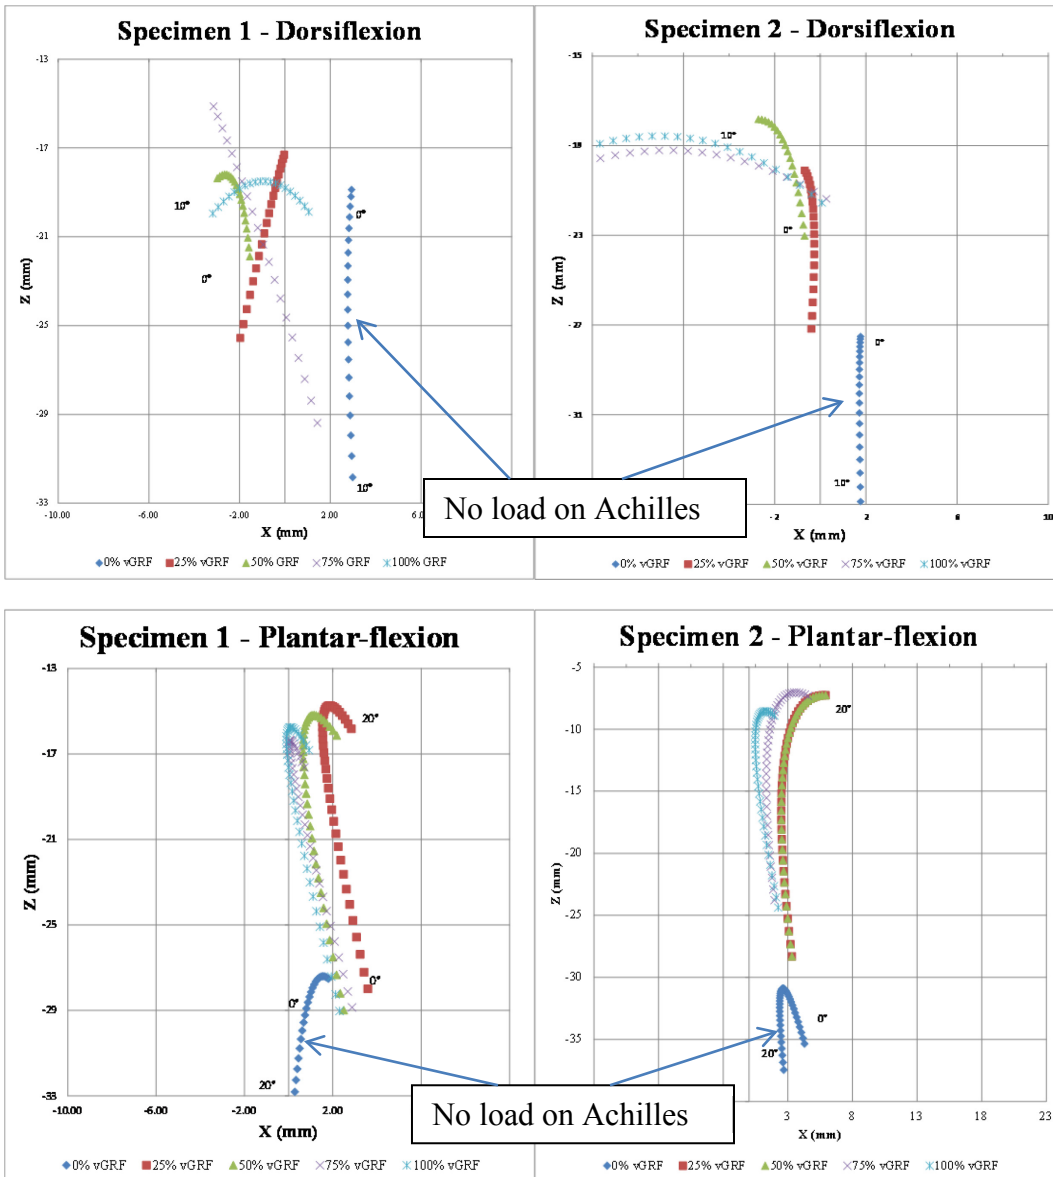 Specimen 1 - Dorsiflexion
-13
-17
-21
-25
-29
-33
Z (mm)
10°
0°
0°
10°
-10.00 -6.00 -2.00 2.00
X (mm)
0% vGRF 25% vGRF 50% GRF 75% GRF 100% GRF
Specimen 2 - Dorsiflexion
-15
-19
-23
-27
-31
Z (mm)
10°
0°
0°
10°
-2 2 6 10
X (mm)
0% vGRF 25% vGRF 50% vGRF 75% vGRF 100% vGRF
No load on Achilles
Specimen 1 - Plantar-flexion
-13
-17
-21
-25
-29
-33
Z (mm)
20°
0°
0°
20°
-10.00 -6.00 -2.00 2.00
X (mm)
0% vGRF 25% vGRF 50% vGRF 75% vGRF 100% vGRF
Specimen 2 - Plantar-flexion
-5
-10
-15
-20
-25
-30
-35
Z (mm)
20°
0°
20°
3 8 13 18 23
X (mm)
0% vGRF 25% vGRF 50% vGRF 75% vGRF 100% vGRF
No load on Achilles